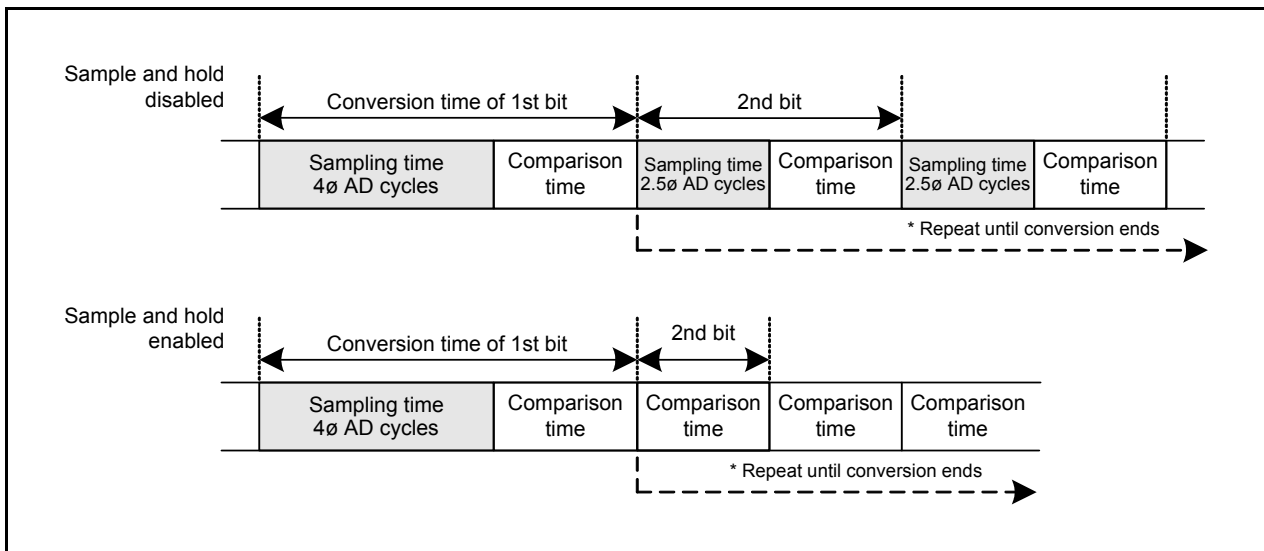 Sample and hold
disabled
Conversion time of 1st bit
2nd bit
Sampling time
4ø AD cycles
Comparison
time
Sampling time
2.5ø AD cycles
Comparison
time
Sampling time
2.5ø AD cycles
Comparison
time
* Repeat until conversion ends
Sample and hold
enabled
Conversion time of 1st bit
2nd bit
Sampling time
4ø AD cycles
Comparison
time
Comparison
time
Comparison
time
Comparison
time
* Repeat until conversion ends